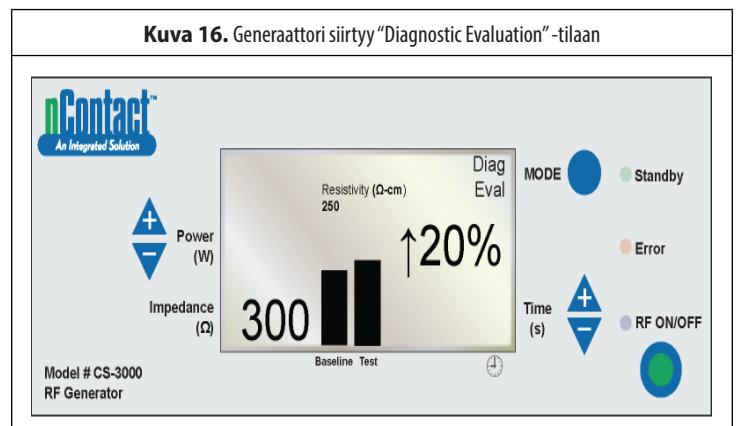 Kuva 16. Generaattori siirtyy “Diagnostic Evaluation” -tilaan
nContact™
An Integrated Solution
Diag
Eval
Resistivity (Ω-cm)
250
↑20%
300
Baseline Test
+
−
Power
(W)
Impedance
(Ω)
Model # CS-3000
RF Generator
MODE
Standby
Error
Time
(s)
+
−
RF ON/OFF